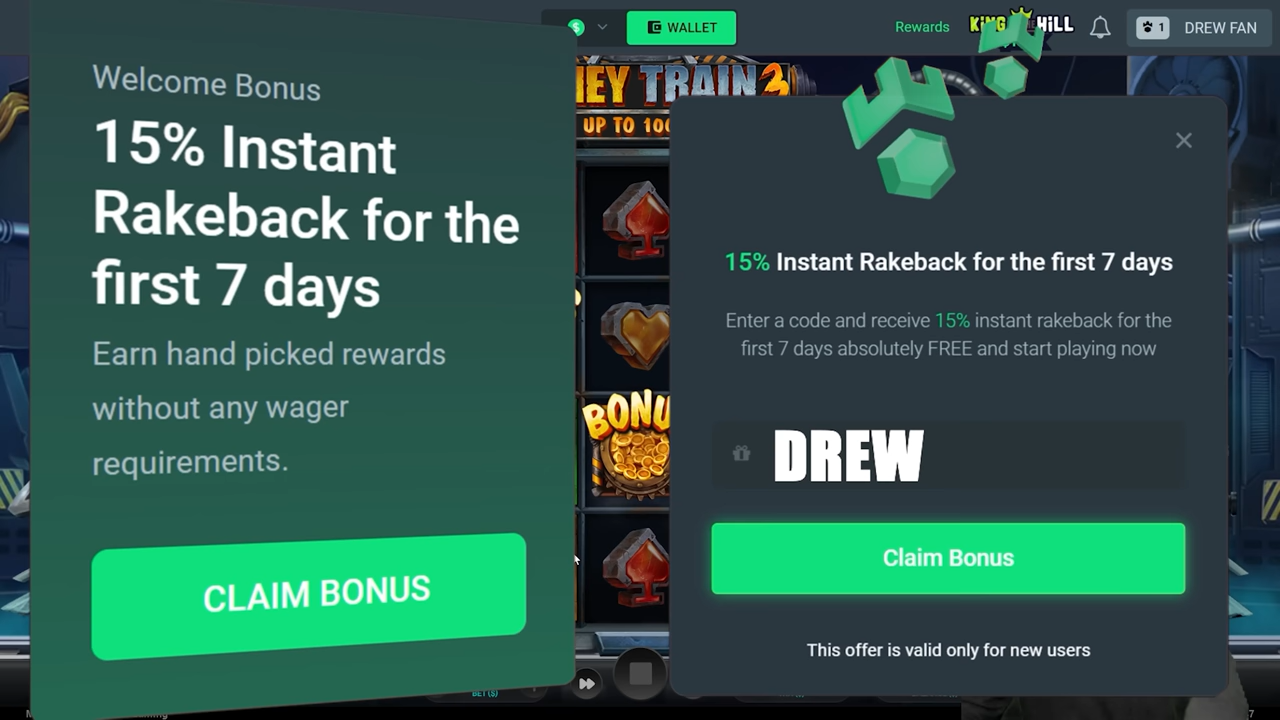 WALLET
Rewards
KING HILL
1
DREW FAN
Welcome Bonus
15% Instant
Rakeback for the
first 7 days
Earn hand picked rewards
without any wager
requirements.
CLAIM BONUS
TRAIN 3
UP TO
BONU
15% Instant Rakeback for the first 7 days
Enter a code and receive 15% instant rakeback for the
first 7 days absolutely FREE and start playing now
DREW
Claim Bonus
This offer is valid only for new users
BET($)